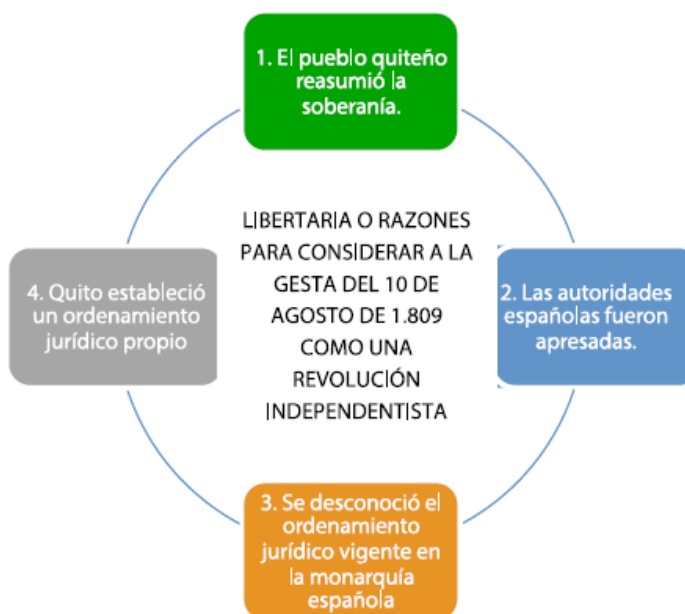 1. El pueblo quiteño
reasumió la
soberanía.
LIBERTARIA O RAZONES
PARA CONSIDERAR A LA
GESTA DEL 10 DE
AGOSTO DE 1.809
COMO UNA
REVOLUCIÓN
INDEPENDENTISTA
2. Las autoridades
españolas fueron
apresadas.
3. Se desconoció el
ordenamiento
jurídico vigente en
la monarquía
española
4. Quito estableció
un ordenamiento
jurídico propio